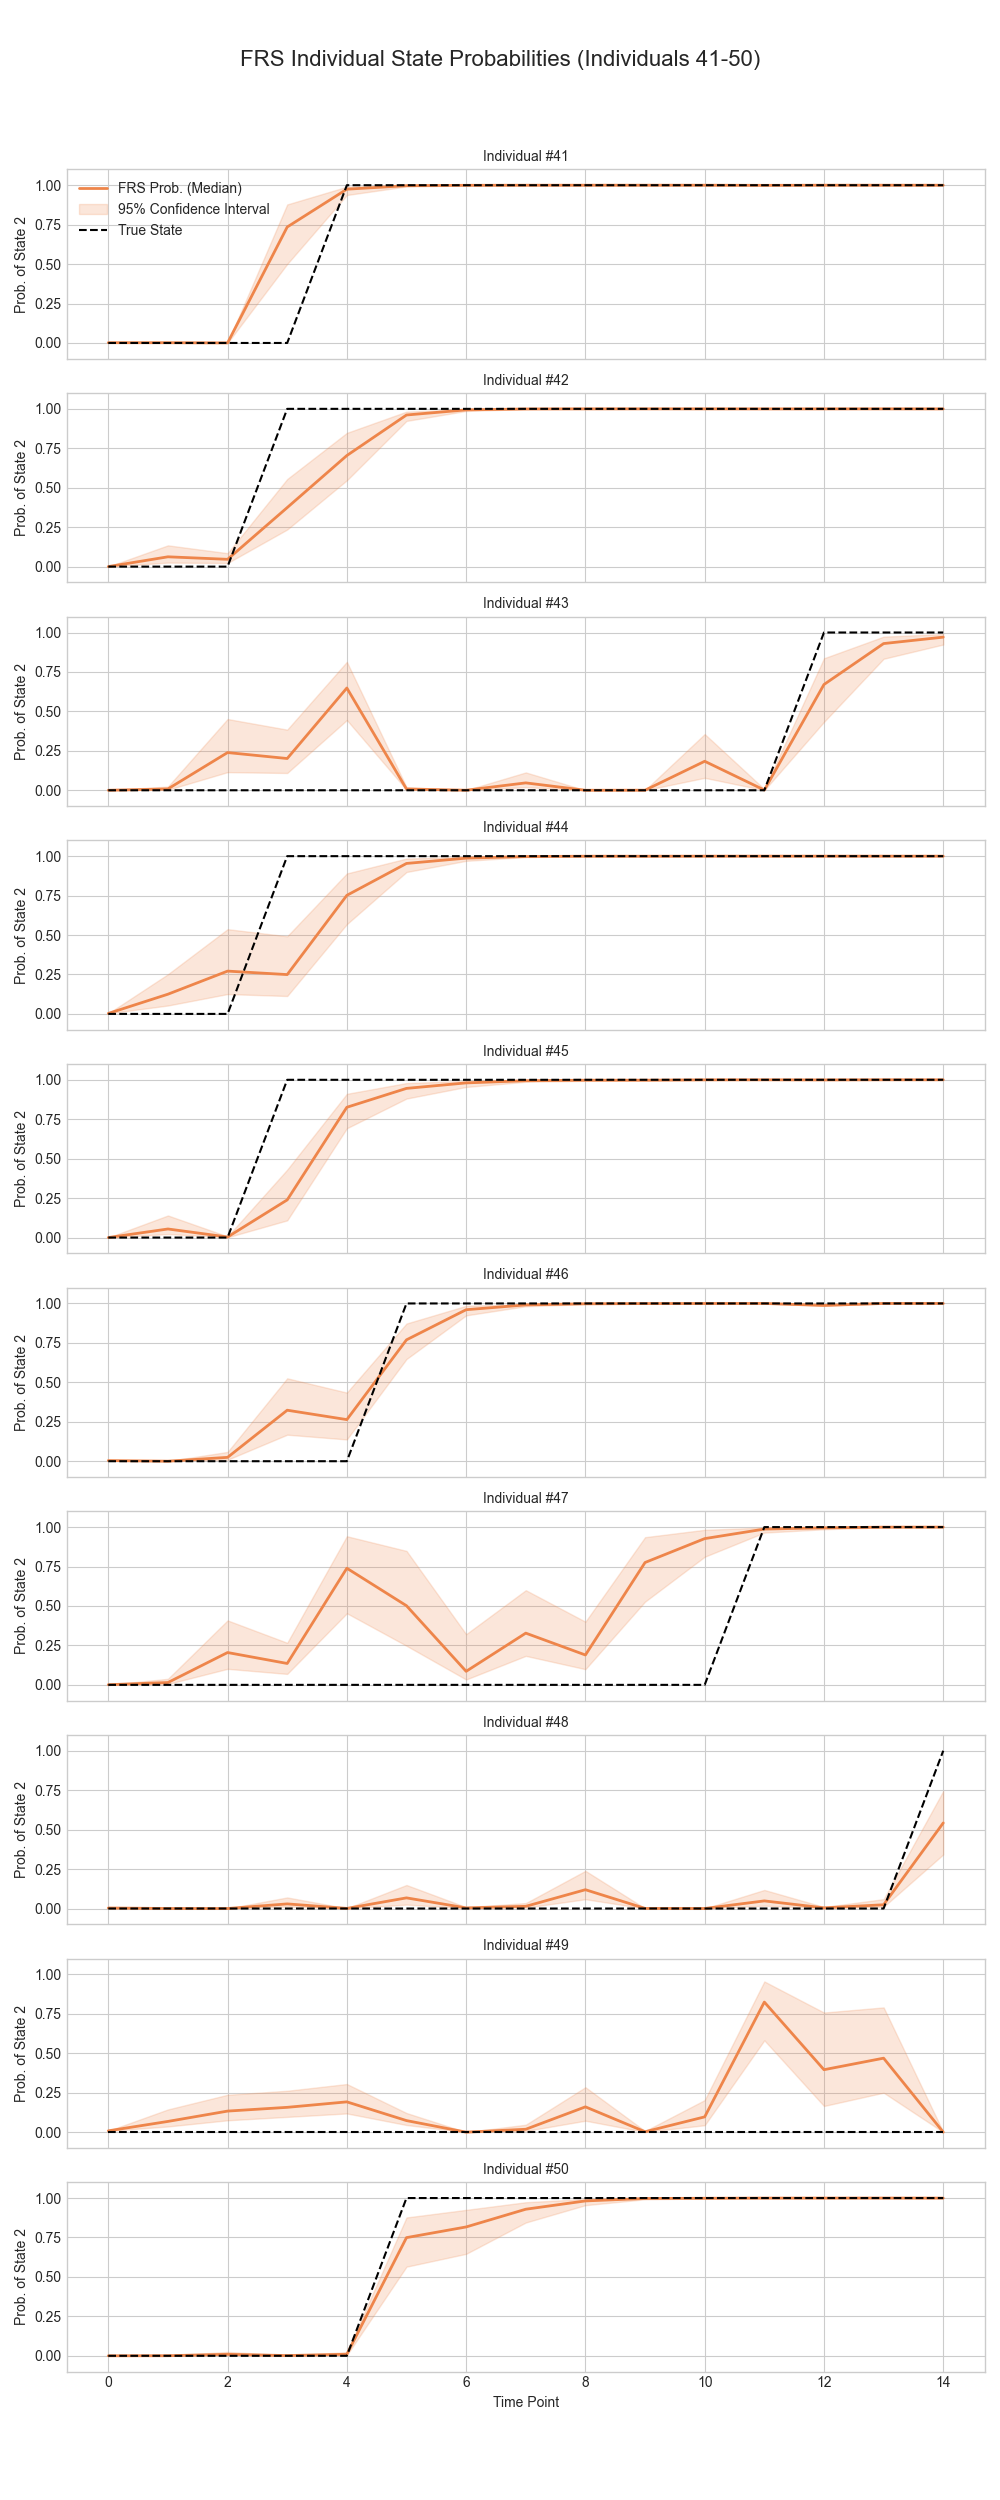 FRS Individual State Probabilities (Individuals 41-50)
Individual #41
FRS Prob. (Median)
95% Confidence Interval
True State
Prob. of State 2
1.00
0.75
0.50
0.25
0.00
Individual #42
Prob. of State 2
1.00
0.75
0.50
0.25
0.00
Individual #43
Prob. of State 2
1.00
0.75
0.50
0.25
0.00
Individual #44
Prob. of State 2
1.00
0.75
0.50
0.25
0.00
Individual #45
Prob. of State 2
1.00
0.75
0.50
0.25
0.00
Individual #46
Prob. of State 2
1.00
0.75
0.50
0.25
0.00
Individual #47
Prob. of State 2
1.00
0.75
0.50
0.25
0.00
Individual #48
Prob. of State 2
1.00
0.75
0.50
0.25
0.00
Individual #49
Prob. of State 2
1.00
0.75
0.50
0.25
0.00
Individual #50
Prob. of State 2
1.00
0.75
0.50
0.25
0.00
0 2 4 6 8 10 12 14
Time Point